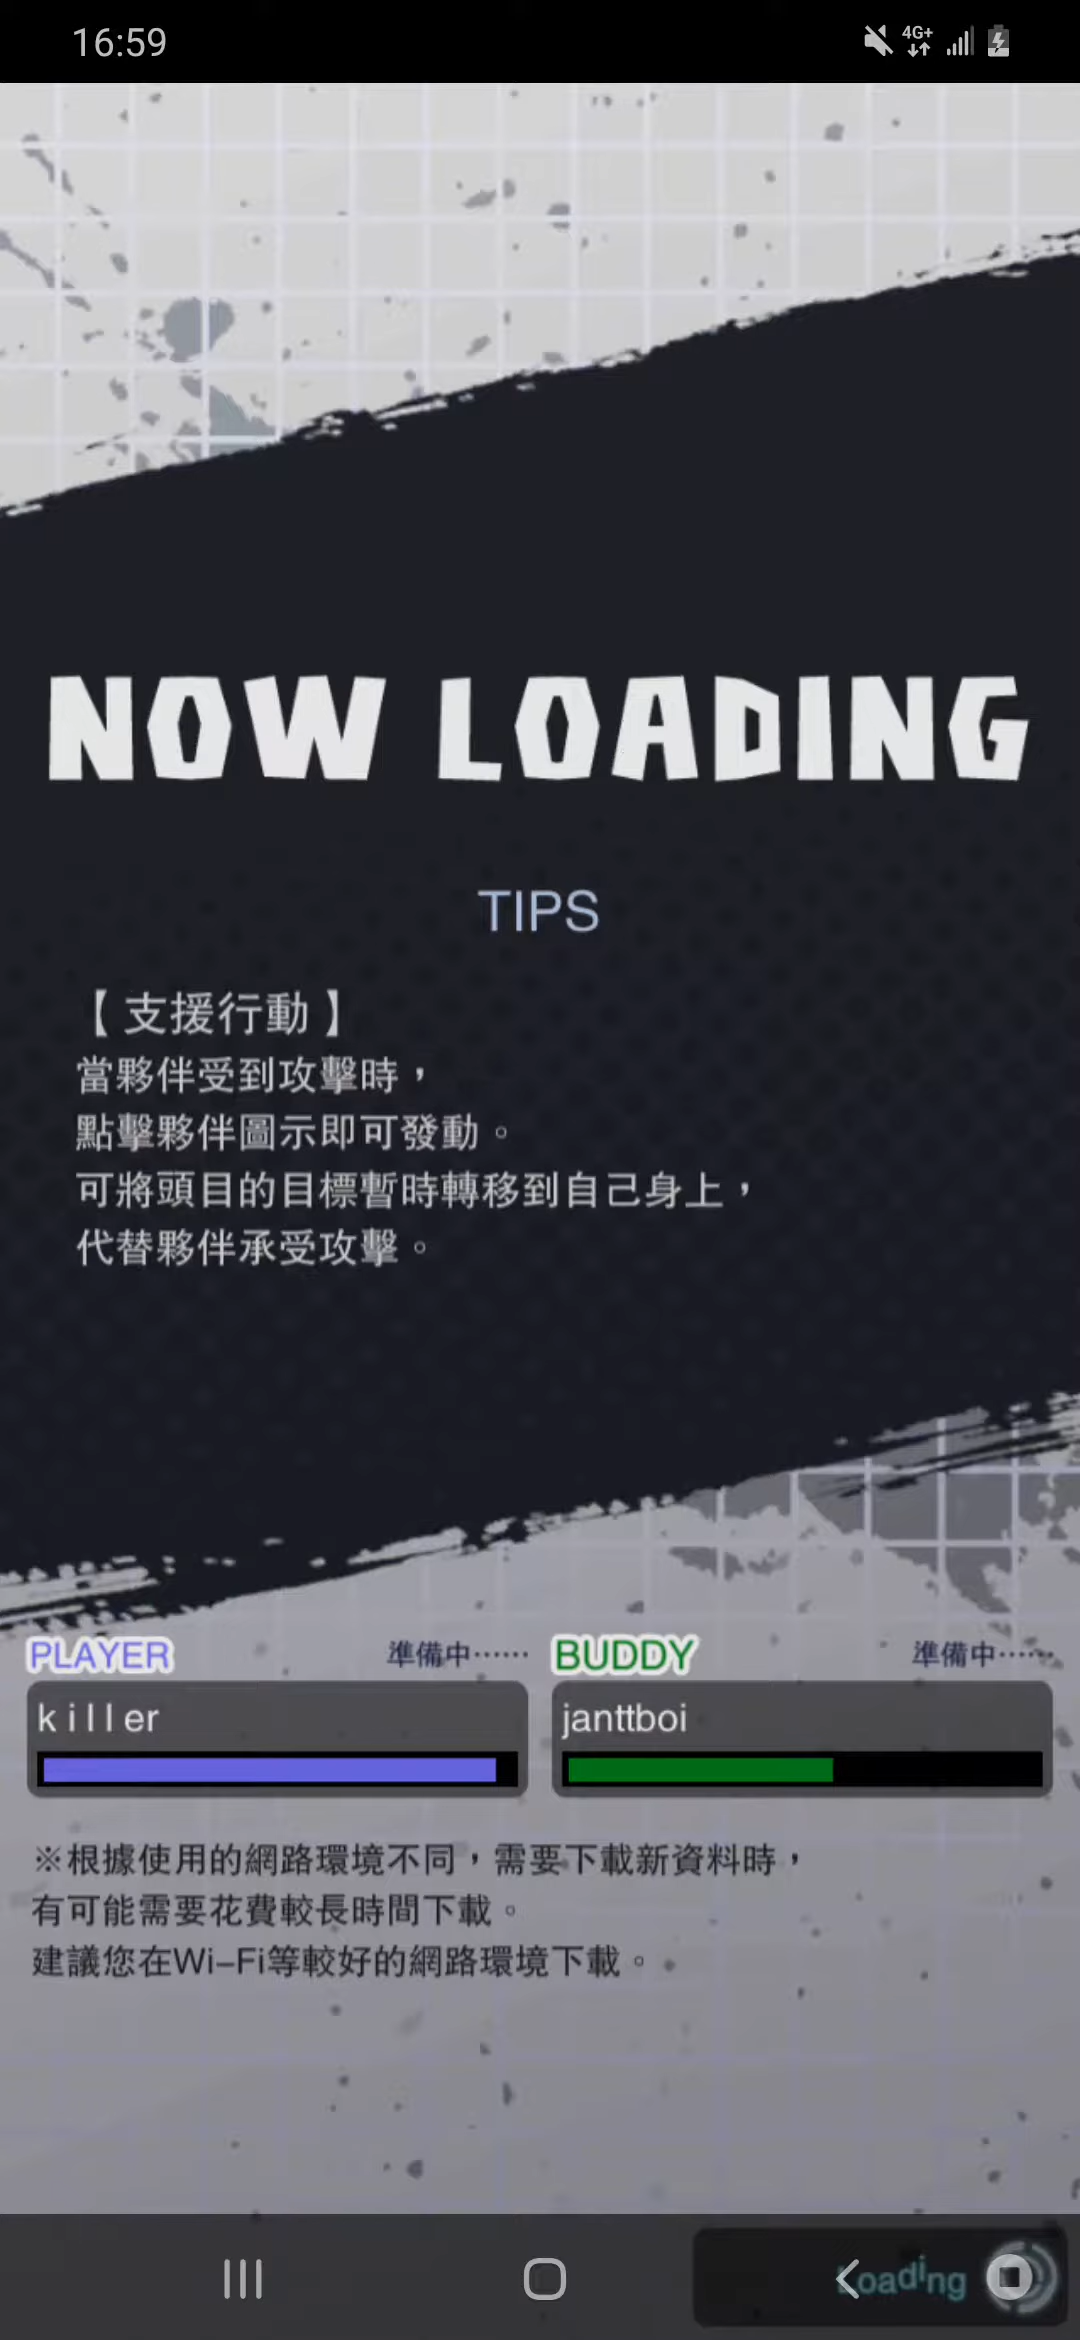 16:59
4G+
NOW LOADING
TIPS
【支援行動】
當夥伴受到攻擊時，
點擊夥伴圖示即可發動。
可將頭目的目標暫時轉移到自己身上，
代替夥伴承受攻擊。
PLAYER 準備中⋯⋯ BUDDY 準備中⋯⋯
killer janttboi
※根據使用的網路環境不同，需要下載新資料時，
有可能需要花費較長時間下載。
建議您在Wi-Fi等較好的網路環境下載。
Loading